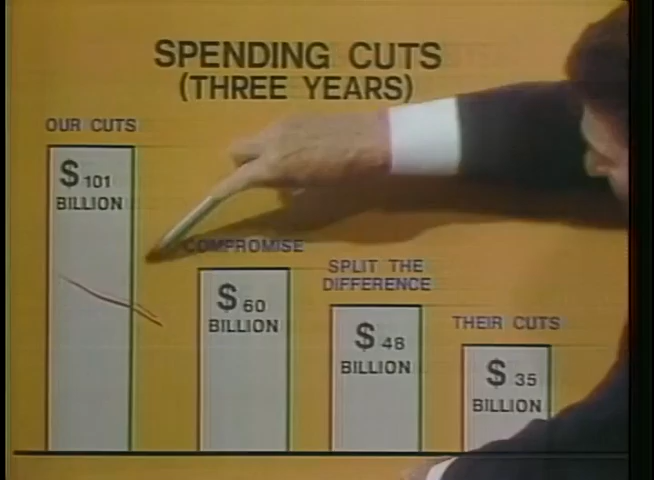 SPENDING CUTS
(THREE YEARS)
OUR CUTS
$ 101
BILLION
COMPROMISE
$ 60
BILLION
SPLIT THE
DIFFERENCE
$ 48
BILLION
THEIR CUTS
$ 35
BILLION